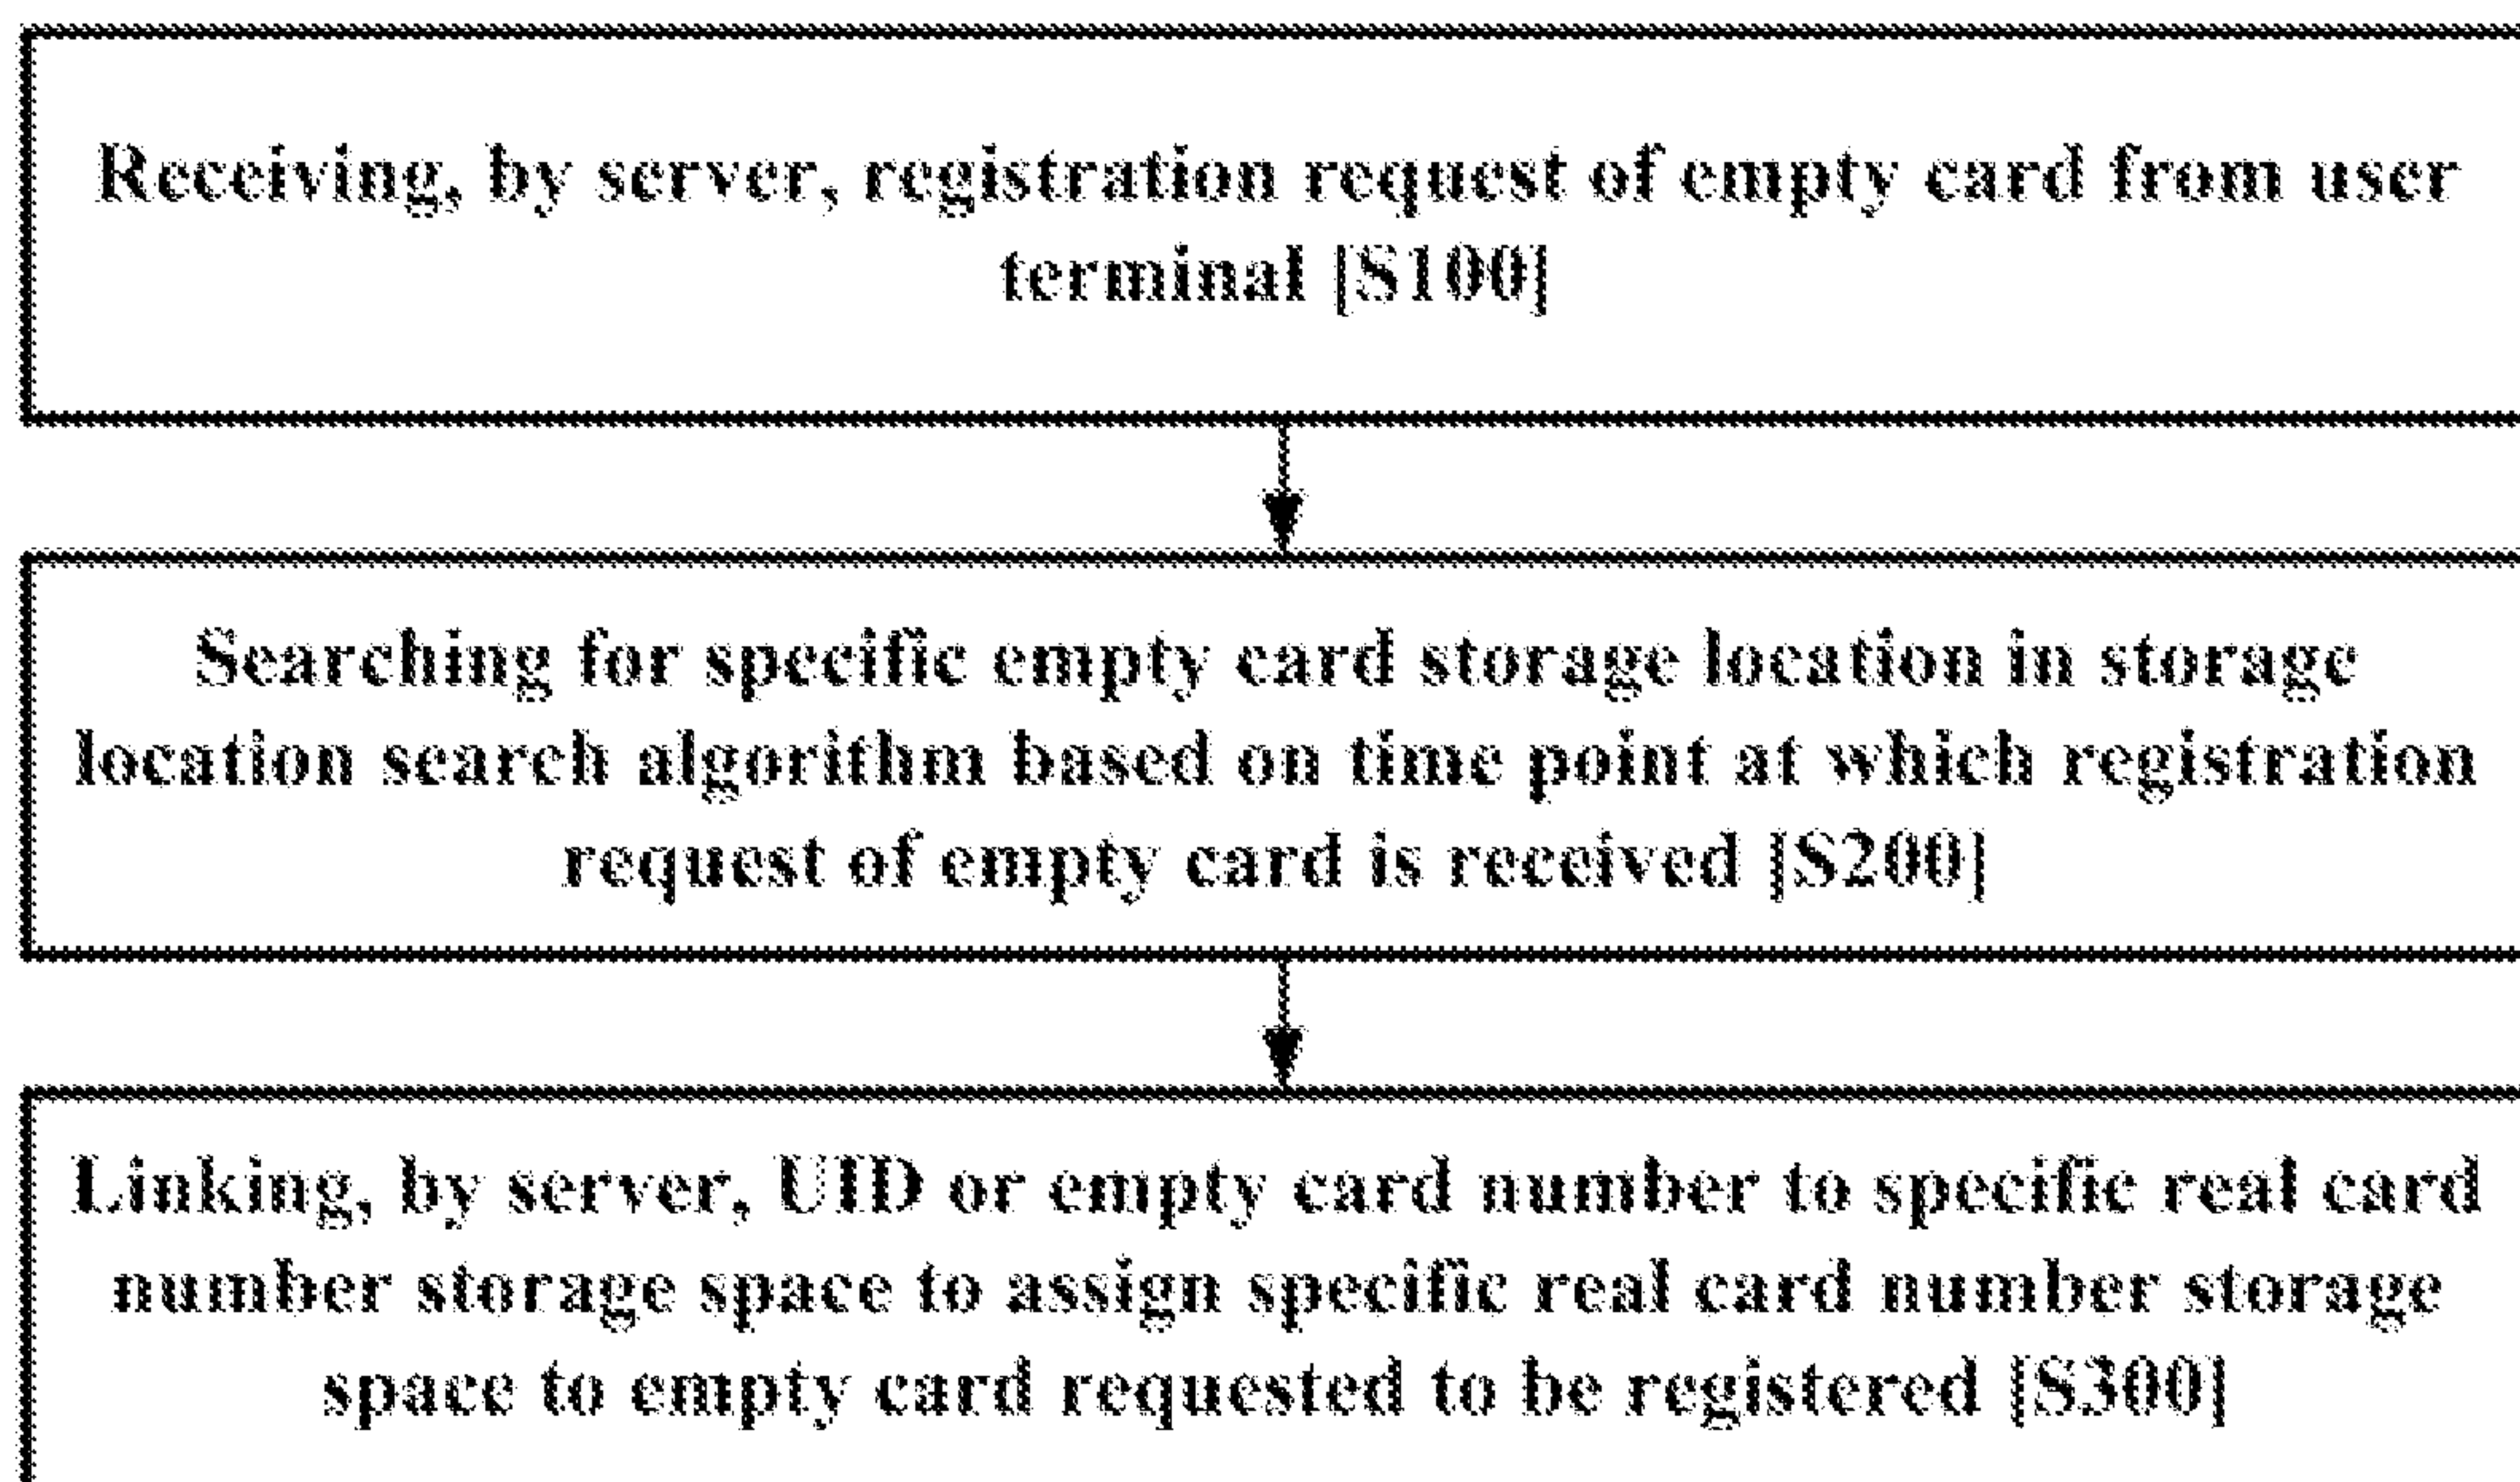 Receiving, by server, registration request of empty card from user
terminal [S100]
Searching for specific empty card storage location in storage
location search algorithm based on time point at which registration
request of empty card is received [S200]
Linking, by server, UID or empty card number to specific real card
number storage space to assign specific real card number storage
space to empty card requested to be registered [S300]